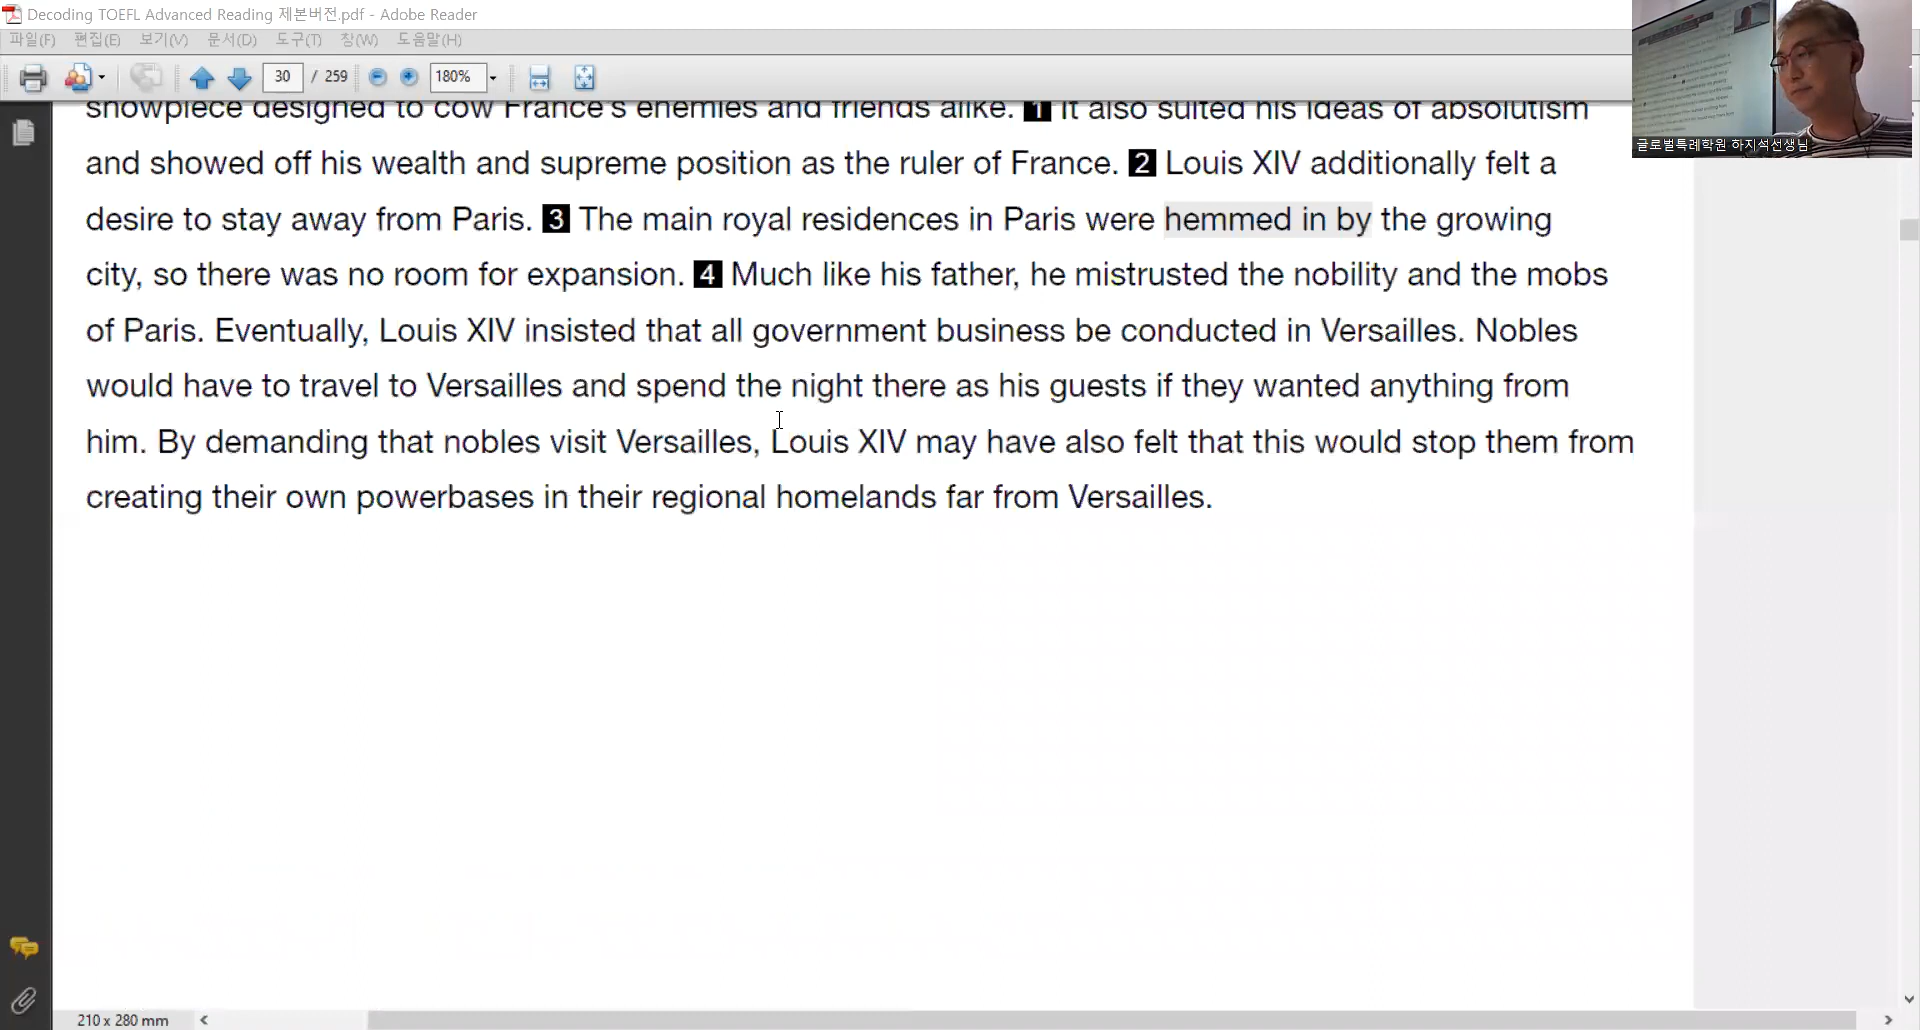 Decoding TOEFL Advanced Reading 제본버전.pdf - Adobe Reader
파일(F) 편집(E) 보기(V) 문서(D) 도구(T) 창(W) 도움말(H)
30 / 259 180%
글로벌특례학원 하지석선생님
showpiece designed to cow France's enemies and friends alike. 1 It also suited his ideas of absolutism
and showed off his wealth and supreme position as the ruler of France. 2 Louis XIV additionally felt a
desire to stay away from Paris. 3 The main royal residences in Paris were hemmed in by the growing
city, so there was no room for expansion. 4 Much like his father, he mistrusted the nobility and the mobs
of Paris. Eventually, Louis XIV insisted that all government business be conducted in Versailles. Nobles
would have to travel to Versailles and spend the night there as his guests if they wanted anything from
him. By demanding that nobles visit Versailles, Louis XIV may have also felt that this would stop them from
creating their own powerbases in their regional homelands far from Versailles.
210 x 280 mm